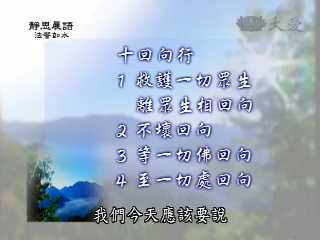 靜思晨語
法譬如水
大愛
十回向行
1 救護一切眾生
離眾生相回向
2 不壞回向
3 等一切佛回向
4 至一切處回向
我們今天應該要說